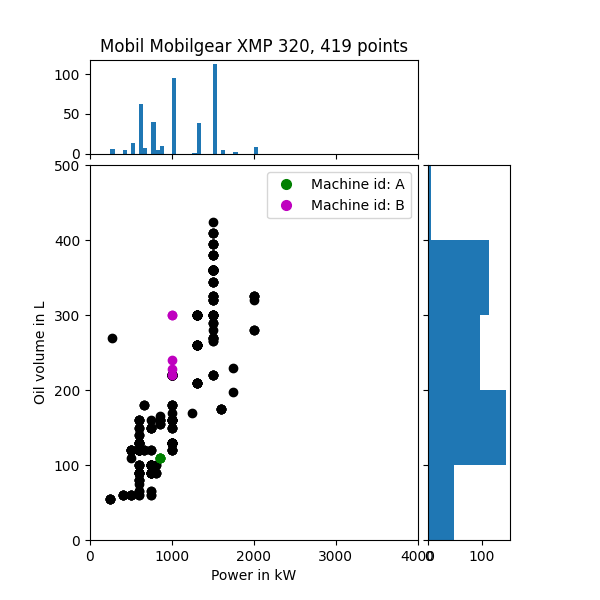 Mobil Mobilgear XMP 320, 419 points
100
50
0
500
400
300
200
100
0
Oil volume in L
Machine id: A
Machine id: B
0 1000 2000 3000 4000
0 100
Power in kW